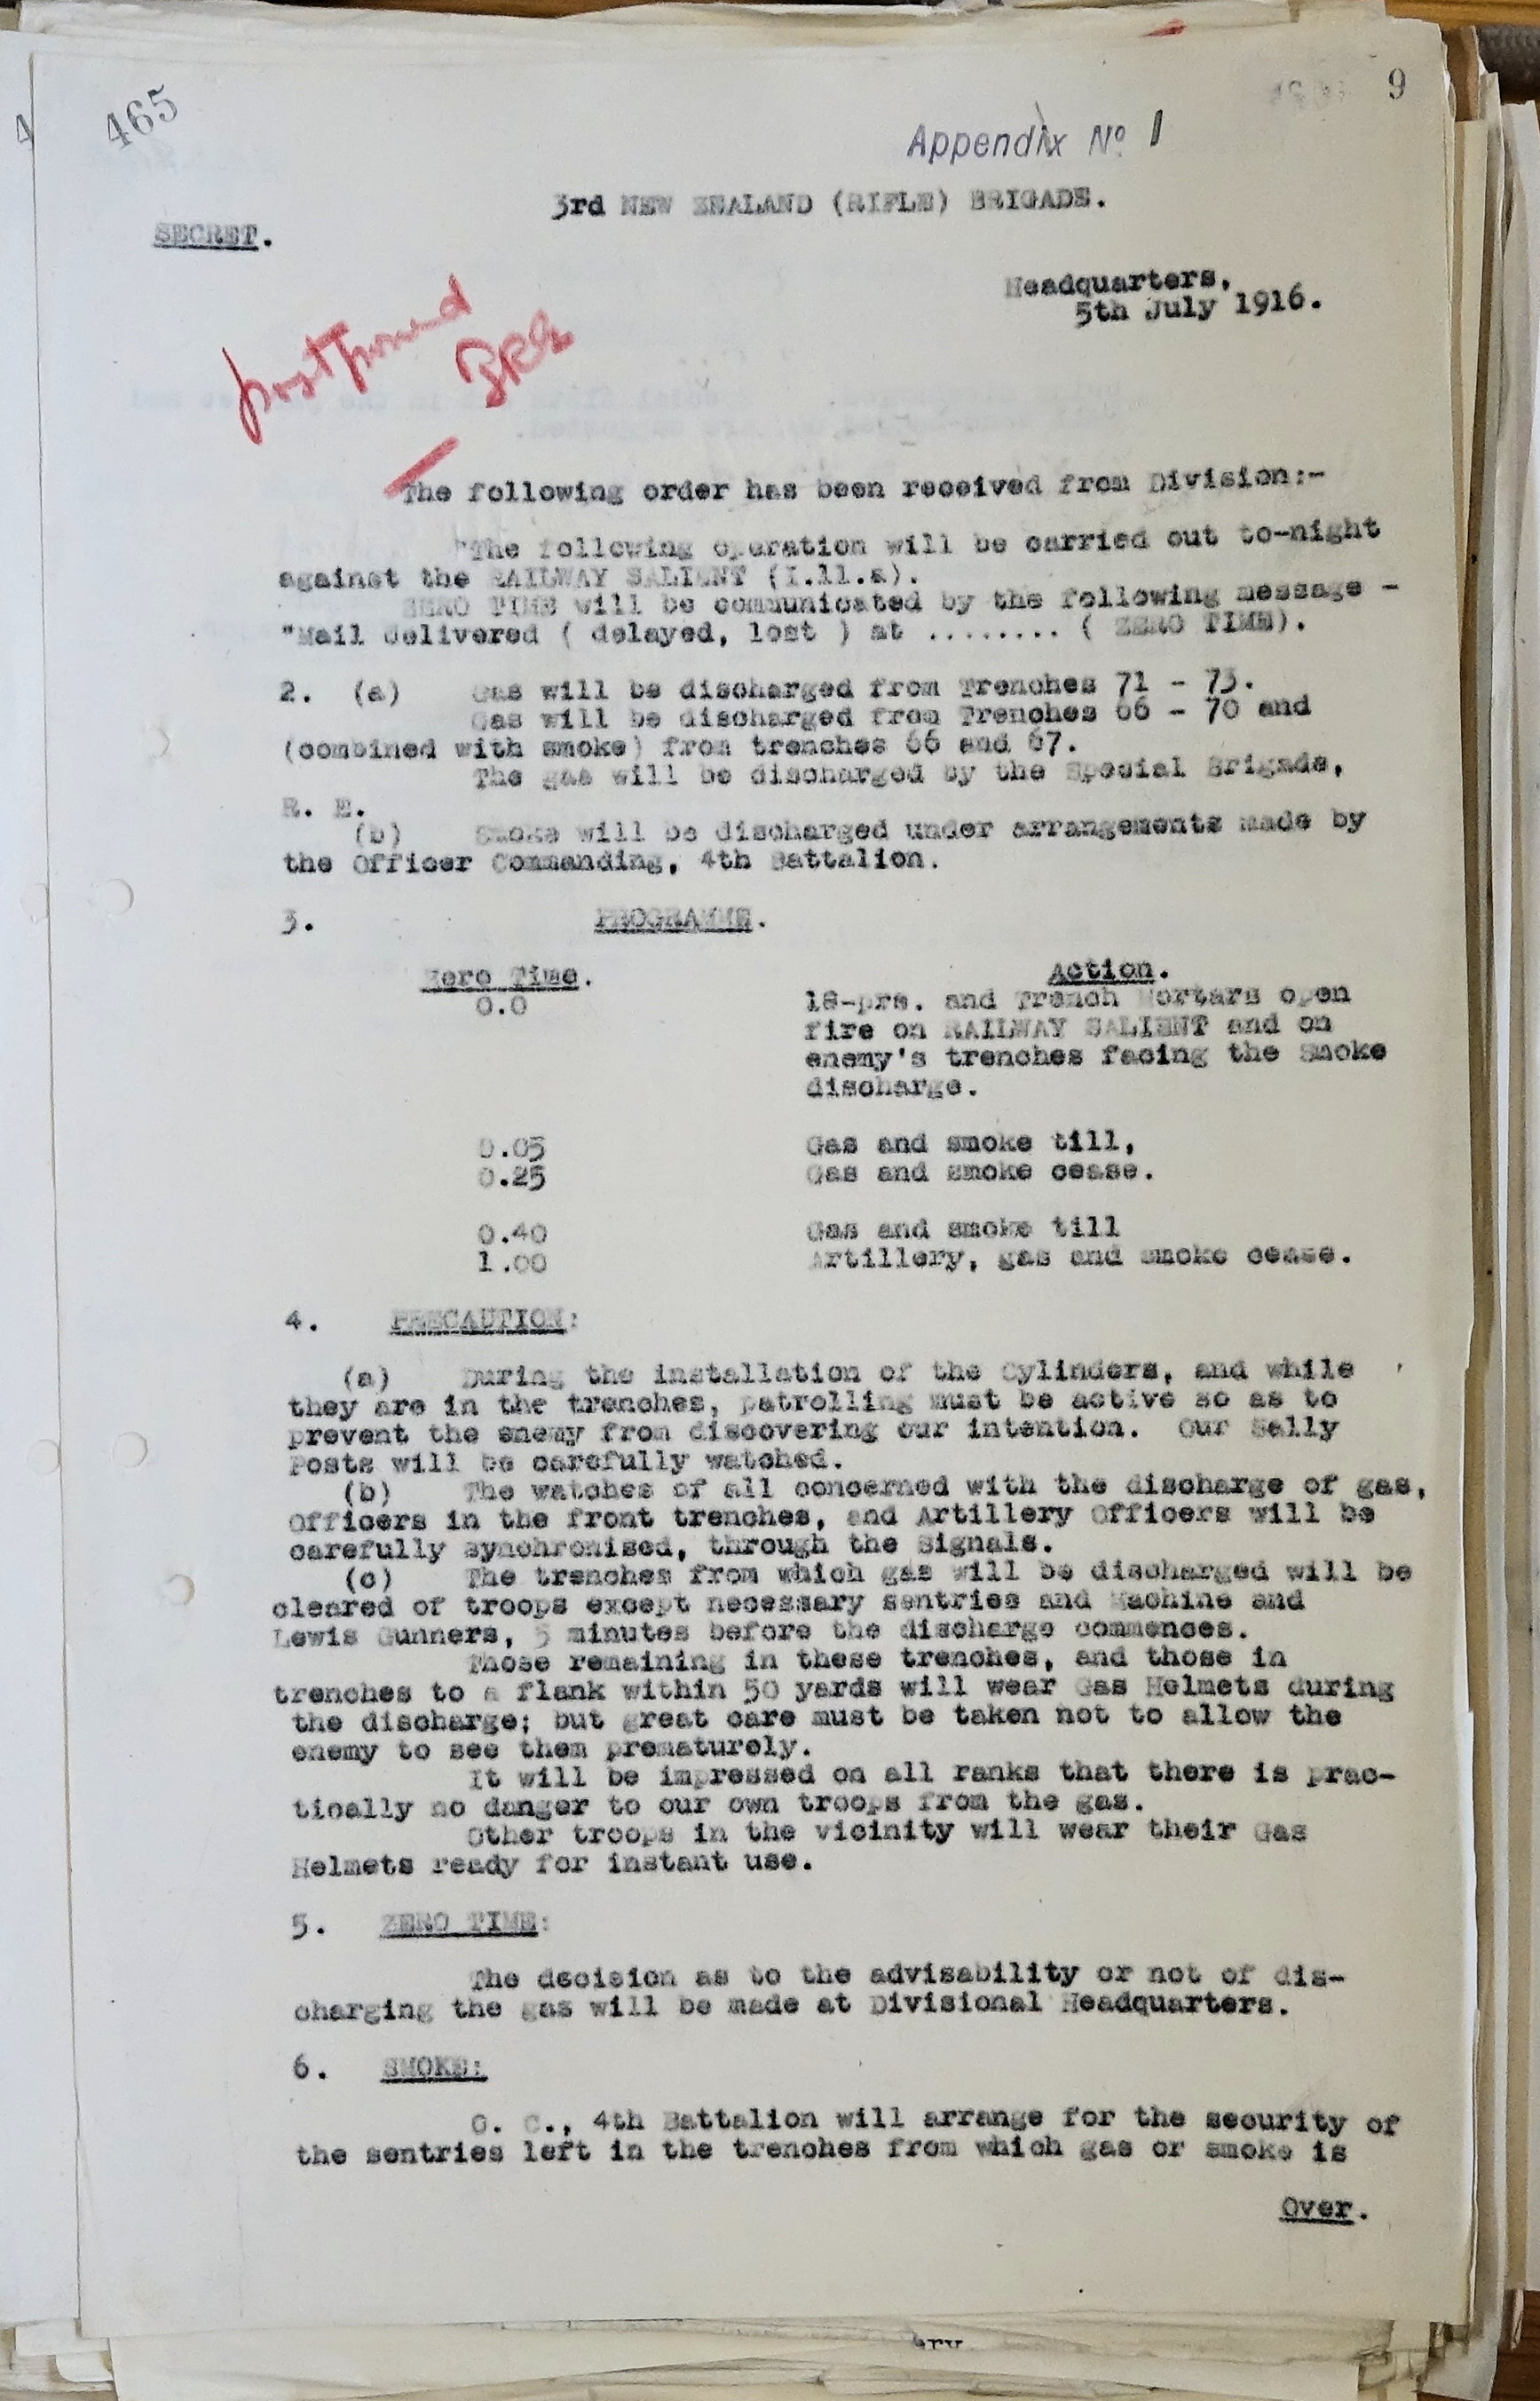 465
9
Appendix No 1
3rd NEW ZEALAND (RIFLE) BRIGADE.
SECRET.
Headquarters,
5th July 1916.
postponed
The following order has been received from Division:-
"The following operation will be carried out to-night
against the RAILWAY SALIENT (I.11.a).
ZERO TIME will be communicated by the following message -
"Mail delivered ( delayed, lost ) at ........ ( ZERO TIME).
2. (a) Gas will be discharged from Trenches 71 - 73.
Gas will be discharged from Trenches 66 - 70 and
(combined with smoke) from trenches 66 and 67.
The gas will be discharged by the Special Brigade,
R. E.
(b) Smoke will be discharged under arrangements made by
the Officer Commanding, 4th Battalion.
3. PROGRAMME.
Zero Time. Action.
0.0 18-prs. and Trench Mortars open
fire on RAILWAY SALIENT and on
enemy's trenches facing the Smoke
discharge.
0.05 Gas and smoke till,
0.25 Gas and smoke cease.
0.40 Gas and smoke till
1.00 Artillery, gas and smoke cease.
4. PRECAUTION:
(a) During the installation of the Cylinders, and while
they are in the trenches, patrolling must be active so as to
prevent the enemy from discovering our intention. Our Sally
Posts will be carefully watched.
(b) The watches of all concerned with the discharge of gas,
Officers in the front trenches, and Artillery Officers will be
carefully synchronised, through the Signals.
(c) The trenches from which gas will be discharged will be
cleared of troops except necessary sentries and Machine and
Lewis Gunners, 5 minutes before the discharge commences.
Those remaining in these trenches, and those in
trenches to a flank within 50 yards will wear Gas Helmets during
the discharge; but great care must be taken not to allow the
enemy to see them prematurely.
It will be impressed on all ranks that there is prac-
tically no danger to our own troops from the gas.
Other troops in the vicinity will wear their Gas
Helmets ready for instant use.
5. ZERO TIME:
The decision as to the advisability or not of dis-
charging the gas will be made at Divisional Headquarters.
6. SMOKE:
O. C., 4th Battalion will arrange for the security of
the sentries left in the trenches from which gas or smoke is
Over.